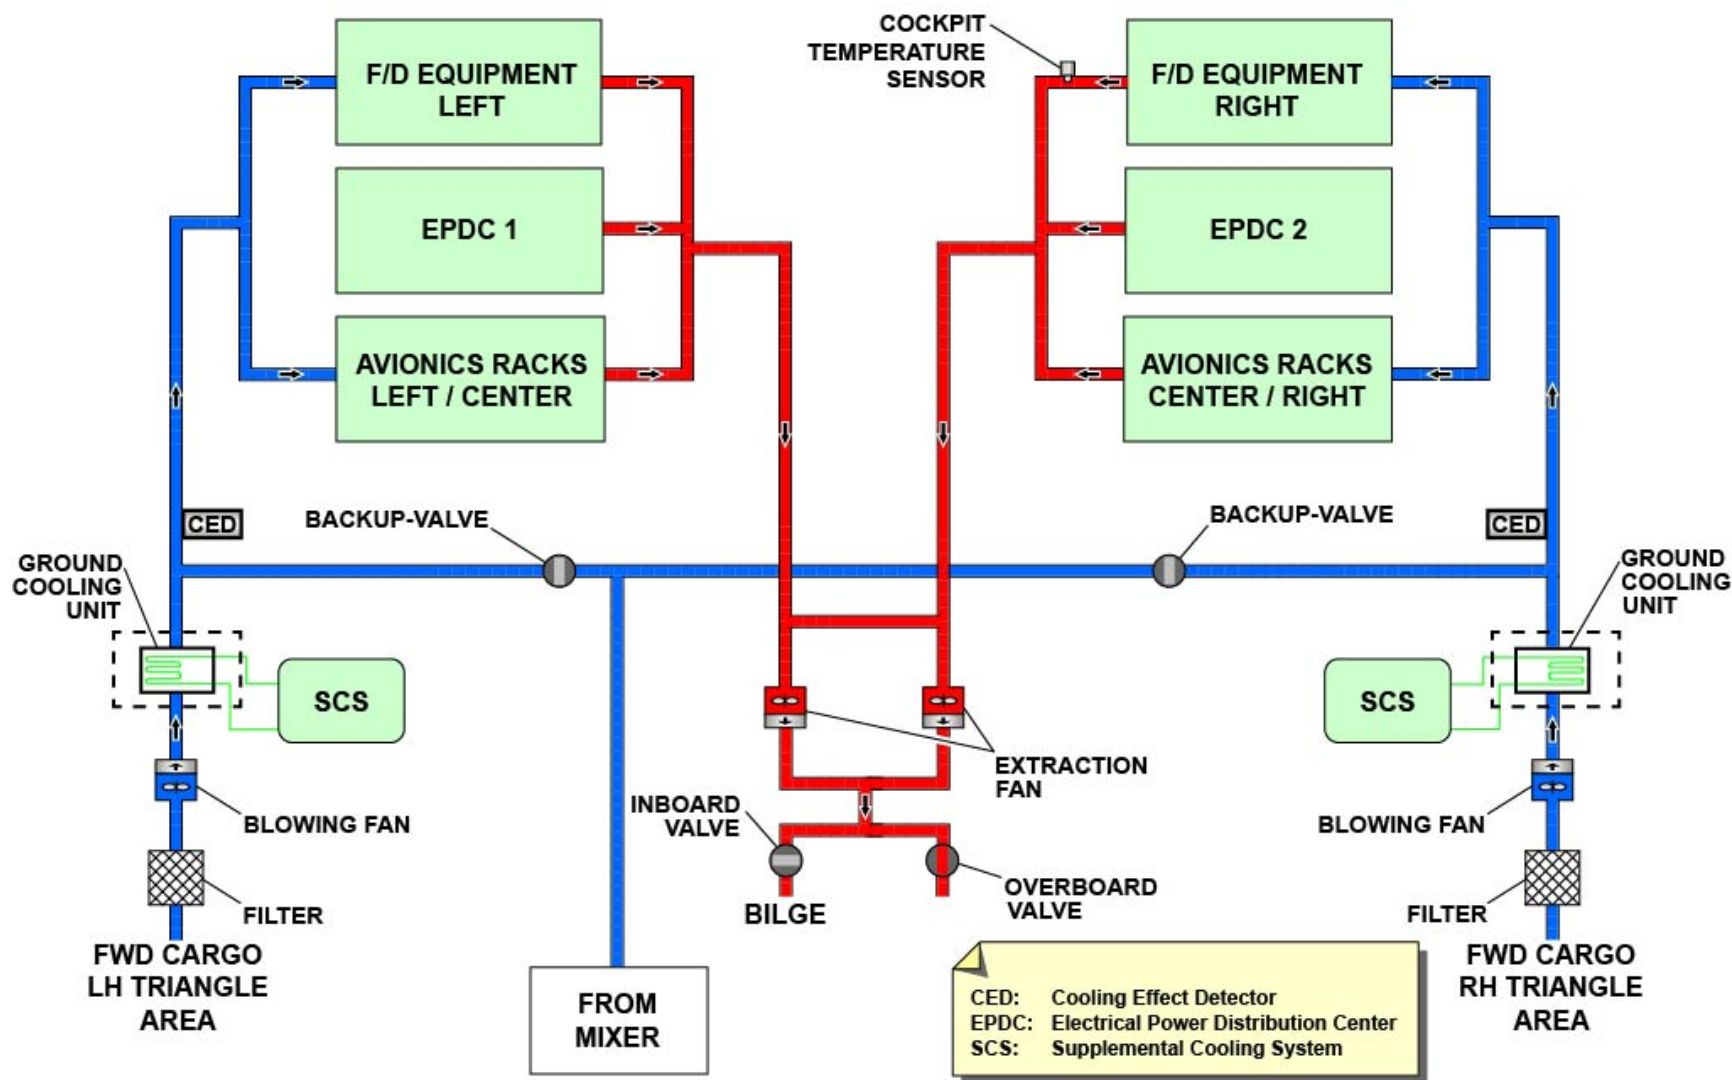 COCKPIT
TEMPERATURE
SENSOR
F/D EQUIPMENT
LEFT
F/D EQUIPMENT
RIGHT
EPDC 1
EPDC 2
AVIONICS RACKS
LEFT / CENTER
AVIONICS RACKS
CENTER / RIGHT
CED
BACKUP-VALVE
BACKUP-VALVE
CED
GROUND
COOLING
UNIT
GROUND
COOLING
UNIT
SCS
SCS
EXTRACTION
FAN
BLOWING FAN
INBOARD
VALVE
BLOWING FAN
FILTER
BILGE
OVERBOARD
VALVE
FILTER
FWD CARGO
LH TRIANGLE
AREA
FROM
MIXER
FWD CARGO
RH TRIANGLE
AREA
CED: Cooling Effect Detector
EPDC: Electrical Power Distribution Center
SCS: Supplemental Cooling System